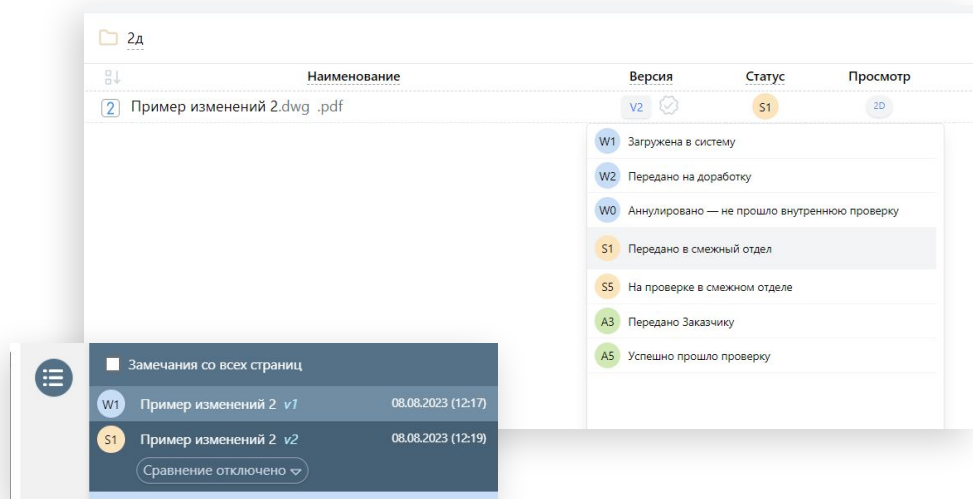 2д
Наименование Версия Статус Просмотр
2 Пример изменений 2.dwg .pdf V2 S1 2D
W1 Загружена в систему
W2 Передано на доработку
W0 Аннулировано — не прошло внутреннюю проверку
S1 Передано в смежный отдел
S5 На проверке в смежном отделе
A3 Передано Заказчику
A5 Успешно прошло проверку
Замечания со всех страниц
W1 Пример изменений 2 v1 08.08.2023 (12:17)
S1 Пример изменений 2 v2 08.08.2023 (12:19)
Сравнение отключено